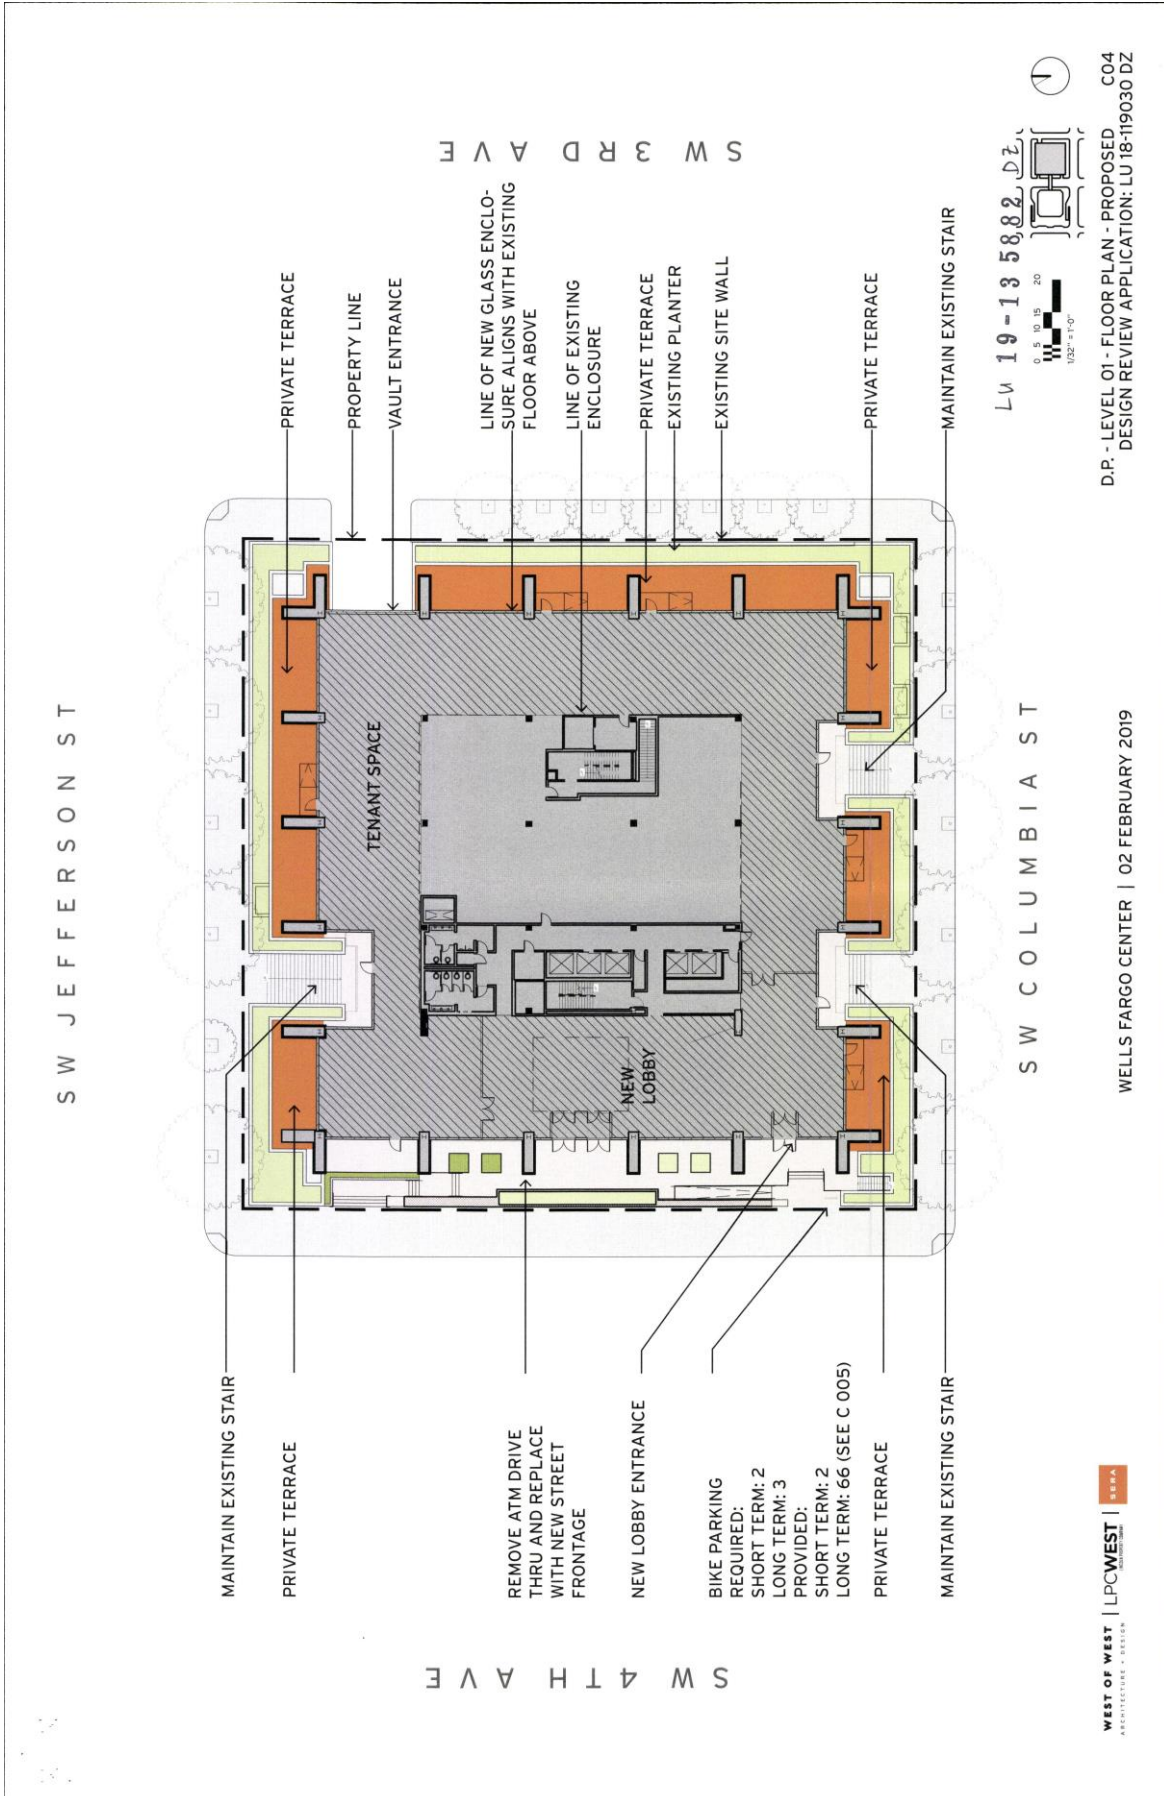 SW JEFFERSON ST
MAINTAIN EXISTING STAIR
PRIVATE TERRACE
PRIVATE TERRACE
PROPERTY LINE
VAULT ENTRANCE
TENANT SPACE
REMOVE ATM DRIVE
THRU AND REPLACE
WITH NEW STREET
FRONTAGE
LINE OF NEW GLASS ENCLO-
SURE ALIGNS WITH EXISTING
FLOOR ABOVE
LINE OF EXISTING
ENCLOSURE
SW 4TH AVE
SW 3RD AVE
NEW
LOBBY
NEW LOBBY ENTRANCE
PRIVATE TERRACE
EXISTING PLANTER
EXISTING SITE WALL
BIKE PARKING
REQUIRED:
SHORT TERM: 2
LONG TERM: 3
PROVIDED:
SHORT TERM: 2
LONG TERM: 66 (SEE C 005)
PRIVATE TERRACE
PRIVATE TERRACE
MAINTAIN EXISTING STAIR
MAINTAIN EXISTING STAIR
SW COLUMBIA ST
LU 19-135882 DZ
0 5 10 15 20
1/32" = 1'-0"
WEST OF WEST | LPCWEST | SERA
ARCHITECTURE + DESIGN
WELLS FARGO CENTER | 02 FEBRUARY 2019
D.P. - LEVEL 01 - FLOOR PLAN - PROPOSED C04
DESIGN REVIEW APPLICATION: LU 18-119030 DZ